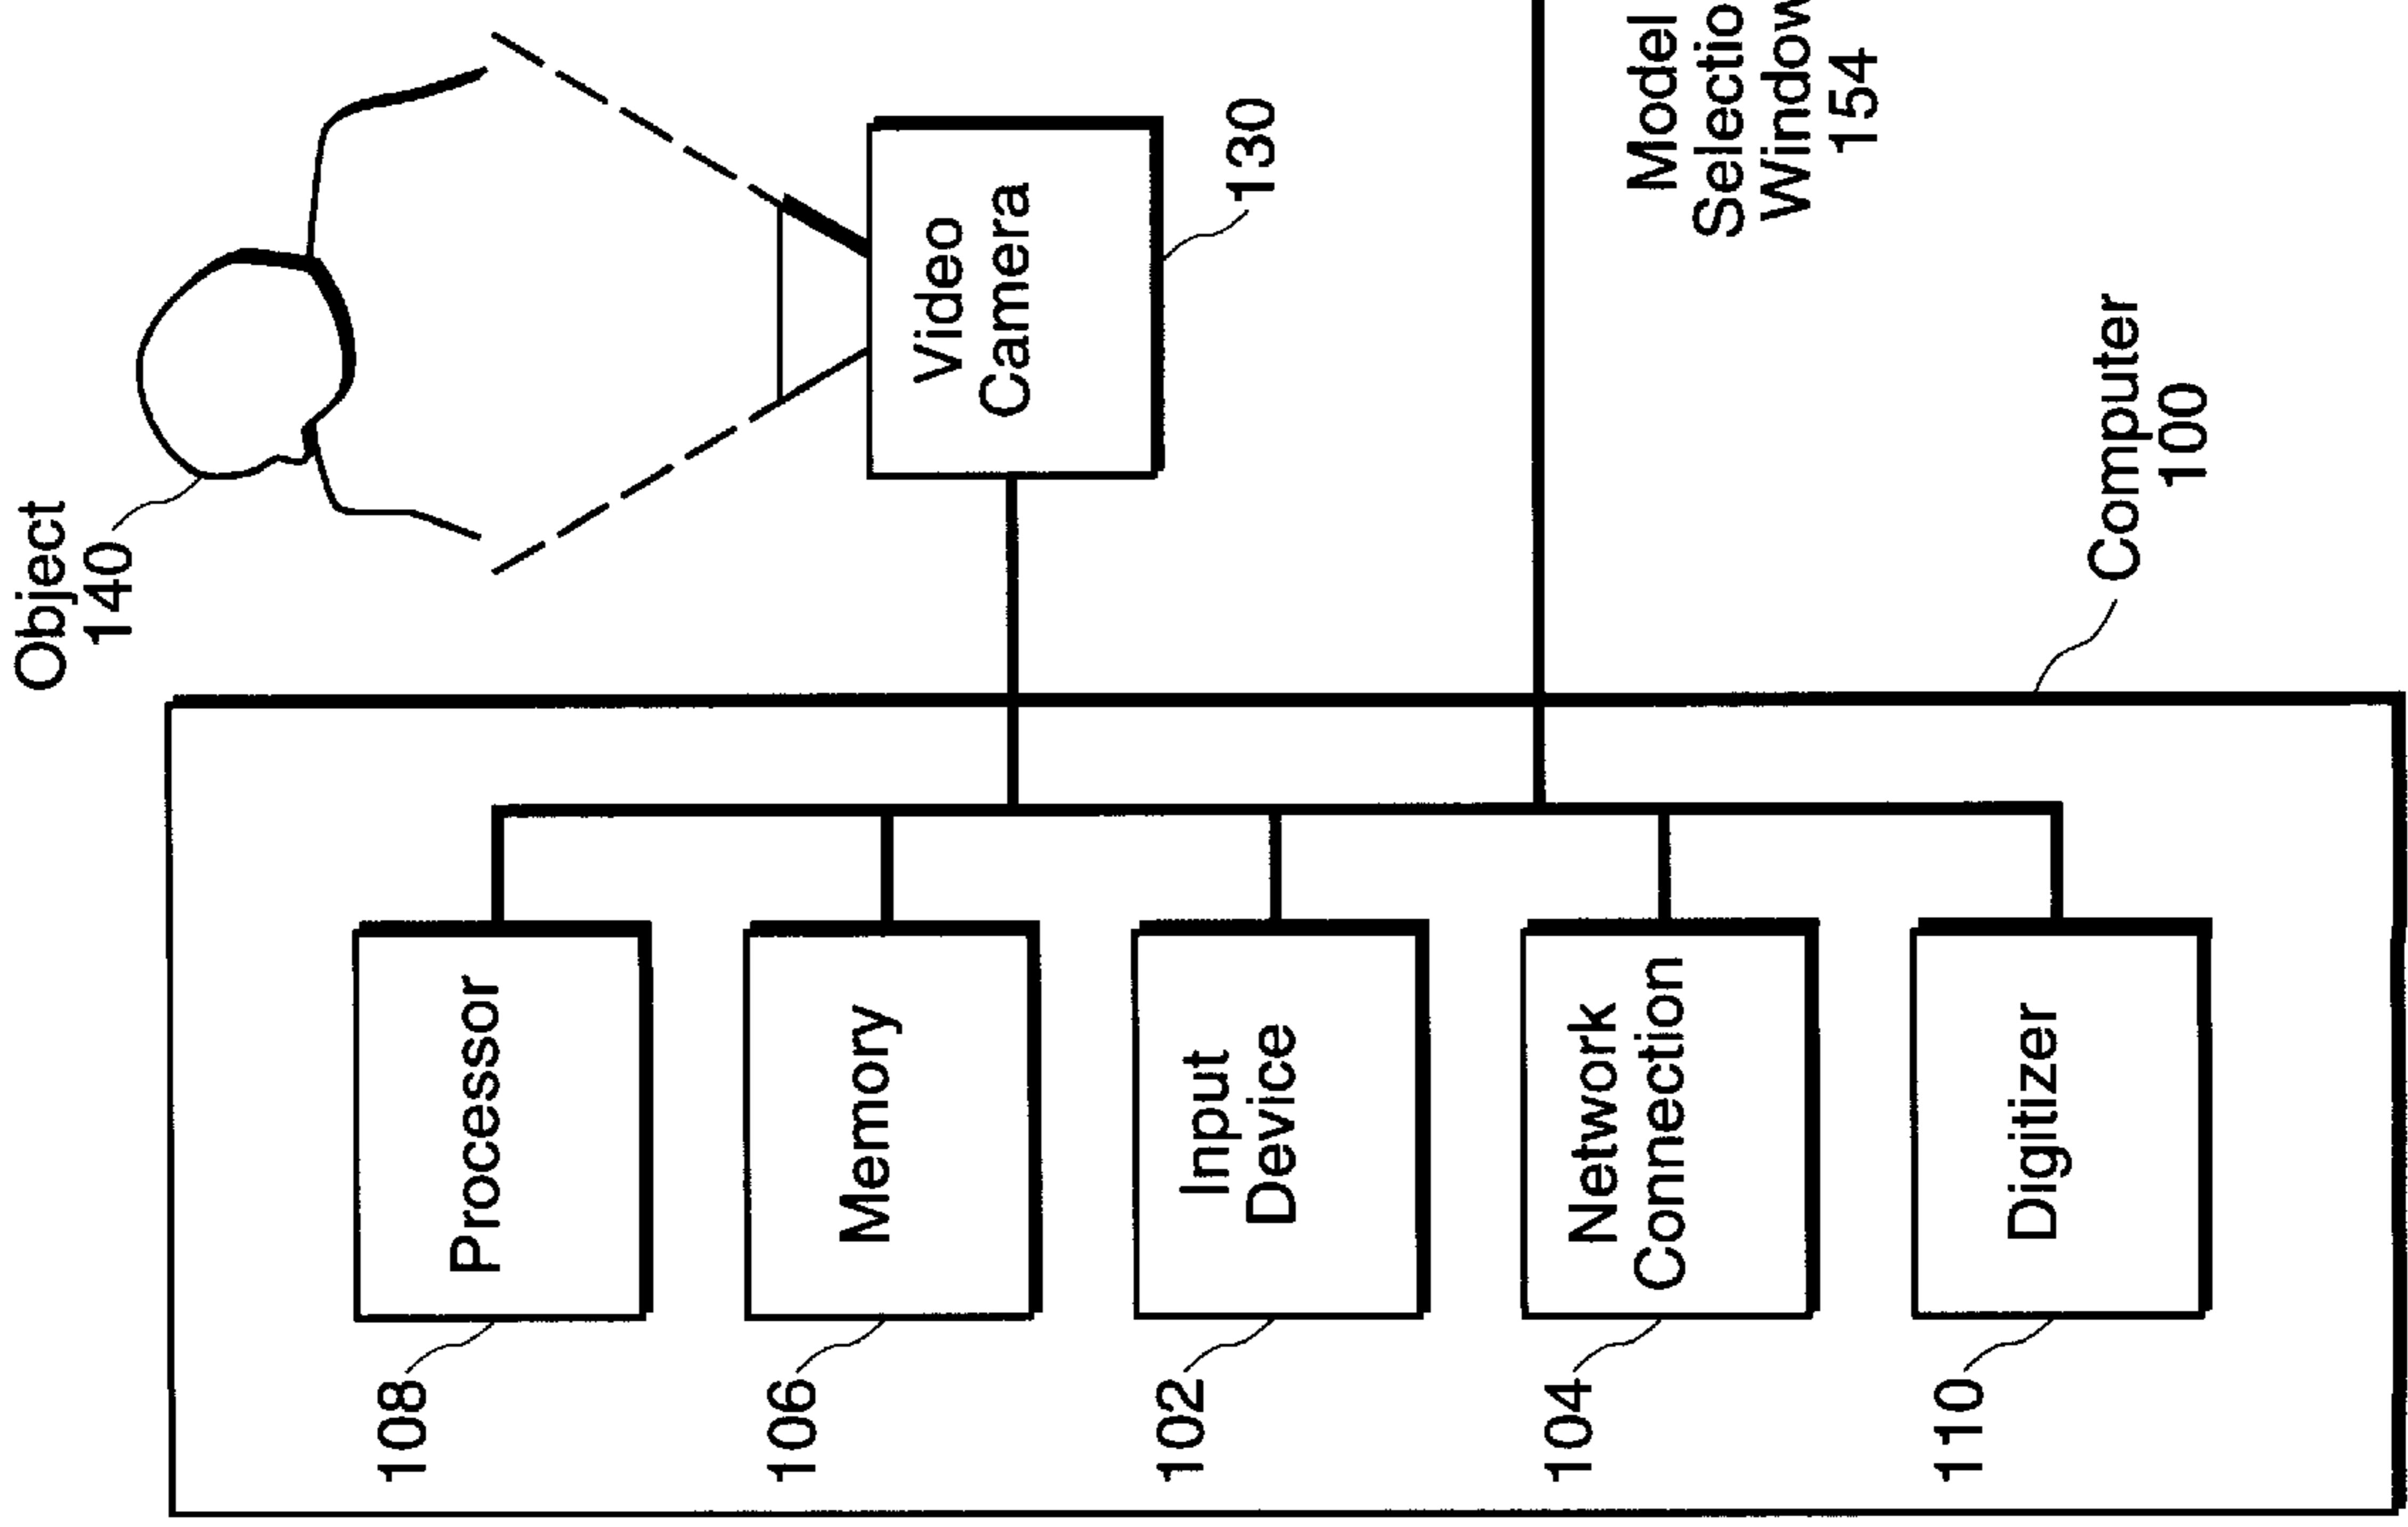 Object
140
108
Processor
106
Memory
Video
Camera
130
102
Input
Device
104
Network
Connection
Model
Selectio
Window
154
110
Digitizer
Computer
100